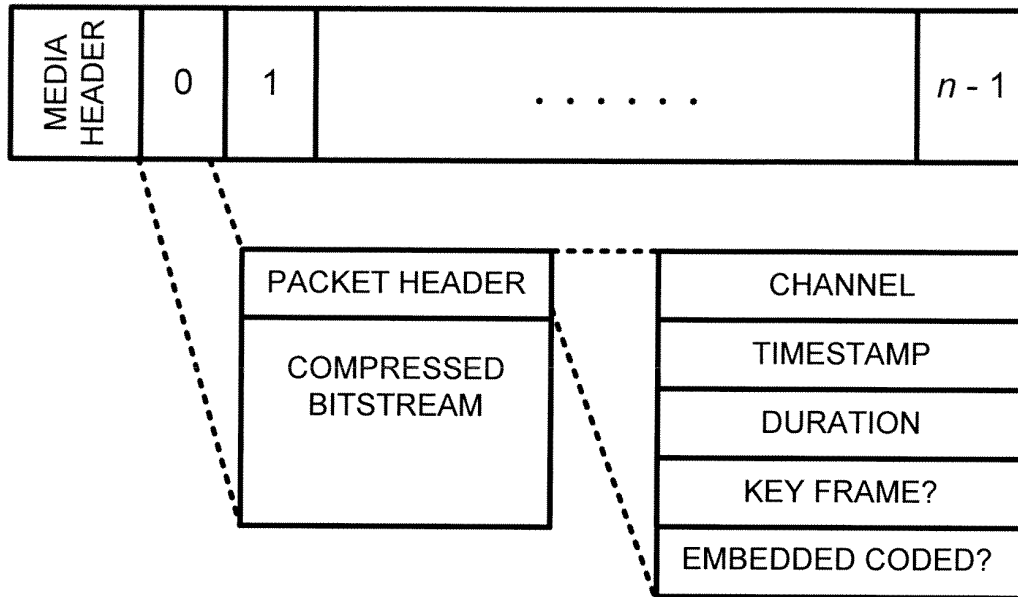 MEDIA
HEADER
0
1
. . . . . .
n - 1
PACKET HEADER
COMPRESSED
BITSTREAM
CHANNEL
TIMESTAMP
DURATION
KEY FRAME?
EMBEDDED CODED?